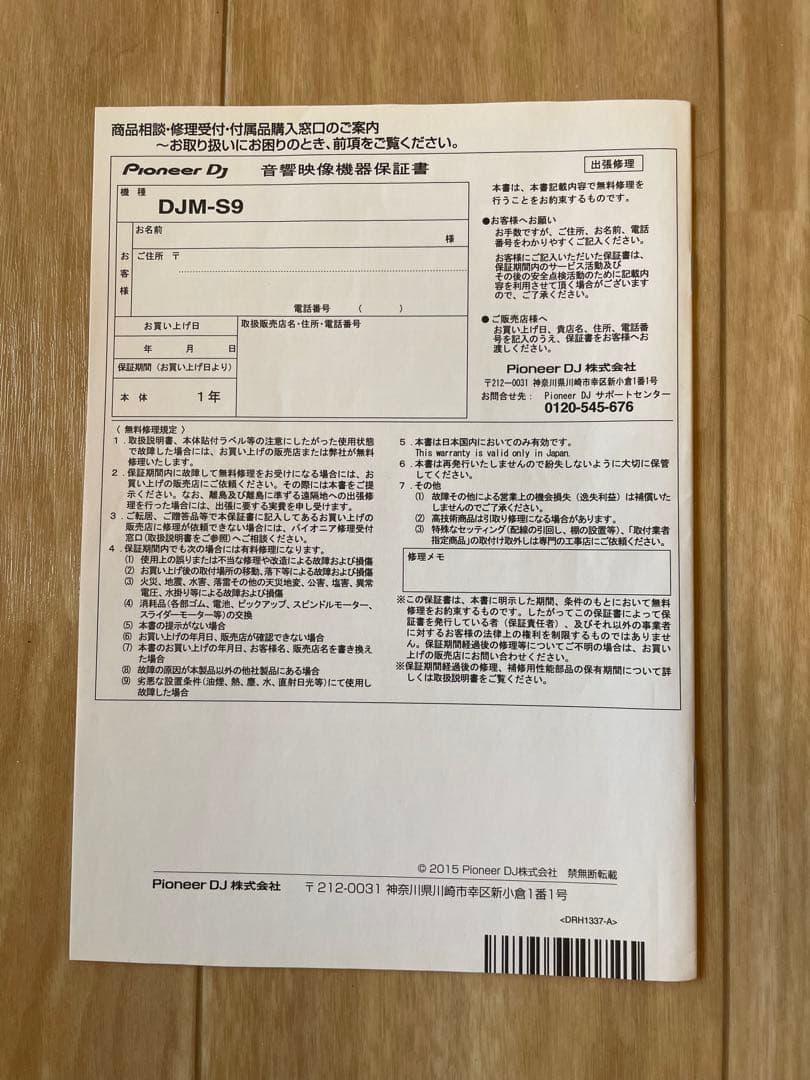 商品相談・修理受付・付属品購入窓口のご案内
～お取り扱いにお困りのとき、前項をご覧ください。
Pioneer Dj 音響映像機器保証書
出張修理
機種
DJM-S9
お客様
お名前
様
ご住所 〒
電話番号 ( )
お買い上げ日
年 月 日
保証期間（お買い上げ日より）
本体 1年
取扱販売店名・住所・電話番号
本書は、本書記載内容で無料修理を
行うことをお約束するものです。
●お客様へお願い
お手数ですが、ご住所、お名前、電話
番号をわかりやすくご記入ください。
お客様にご記入いただいた保証書は、
保証期間内のサービス活動及び
その後の安全点検活動のために記載内
容を利用させて頂く場合がございます
ので、ご了承ください。
●ご販売店様へ
お買い上げ日、貴店名、住所、電話番
号を記入のうえ、保証書をお客様へお
渡しください。
Pioneer DJ 株式会社
〒212-0031 神奈川県川崎市幸区新小倉1番1号
お問合せ先： Pioneer DJ サポートセンター
0120-545-676
〈 無料修理規定 〉
1．取扱説明書、本体貼付ラベル等の注意にしたがった使用状態
で故障した場合には、お買い上げの販売店または弊社が無料
修理いたします。
2．保証期間内に故障して無料修理をお受けになる場合には、お
買い上げの販売店にご依頼ください。その際には本書をご提
示ください。なお、離島及び離島に準ずる遠隔地への出張修
理を行った場合には、出張に要する実費を申し受けます。
3．ご転居、ご贈答品等で本保証書に記入してあるお買い上げの
販売店に修理が依頼できない場合には、パイオニア修理受付
窓口(取扱説明書をご参照)へご相談ください。
4．保証期間内でも次の場合には有料修理になります。
(1) 使用上の誤りまたは不当な修理や改造による故障および損傷
(2) お買い上げ後の取付場所の移動、落下等による故障および損傷
(3) 火災、地震、水害、落雷その他の天災地変、公害、塩害、異常
電圧、水掛り等による故障および損傷
(4) 消耗品（各部ゴム、電池、ピックアップ、スピンドルモーター、
スライダーモーター等）の交換
(5) 本書の提示がない場合
(6) お買い上げの年月日、販売店が確認できない場合
(7) 本書のお買い上げの年月日、お客様名、販売店名を書き換え
た場合
(8) 故障の原因が本製品以外の他社製品にある場合
(9) 劣悪な設置条件（油煙、熱、塵、水、直射日光等）にて使用し
故障した場合
5．本書は日本国内においてのみ有効です。
This warranty is valid only in Japan.
6．本書は再発行いたしませんので紛失しないように大切に保管
してください。
7．その他
(1) 故障その他による営業上の機会損失（逸失利益）は補償いた
しませんのでご了承ください。
(2) 高技術商品は引取り修理になる場合があります。
(3) 特殊なセッティング（配線の引回し、棚の設置等）、「取付業者
指定商品」の取付け取外しは専門の工事店にご依頼ください。
修理メモ
※この保証書は、本書に明示した期間、条件のもとにおいて無料
修理をお約束するものです。したがってこの保証書によって保
証書を発行している者（保証責任者）、及びそれ以外の事業者
に対するお客様の法律上の権利を制限するものではありませ
ん。保証期間経過後の修理等についてご不明の場合は、お買い
上げの販売店にお問い合わせください。
※保証期間経過後の修理、補修用性能部品の保有期間について詳
しくは取扱説明書をご覧ください。
© 2015 Pioneer DJ株式会社 禁無断転載
Pioneer DJ 株式会社 〒212-0031 神奈川県川崎市幸区新小倉1番1号
<DRH1337-A>